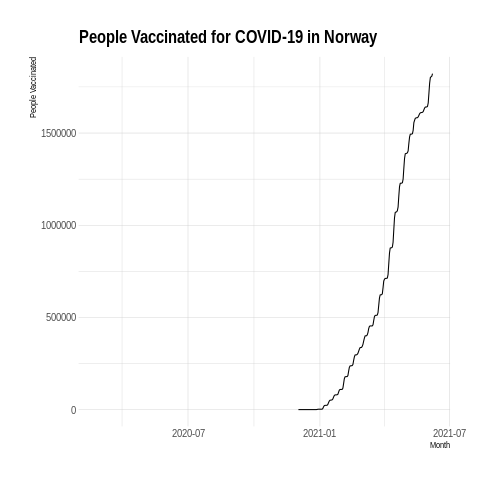 People Vaccinated for COVID-19 in Norway
People Vaccinated
1500000
1000000
500000
0
2020-07
2021-01
2021-07
Month